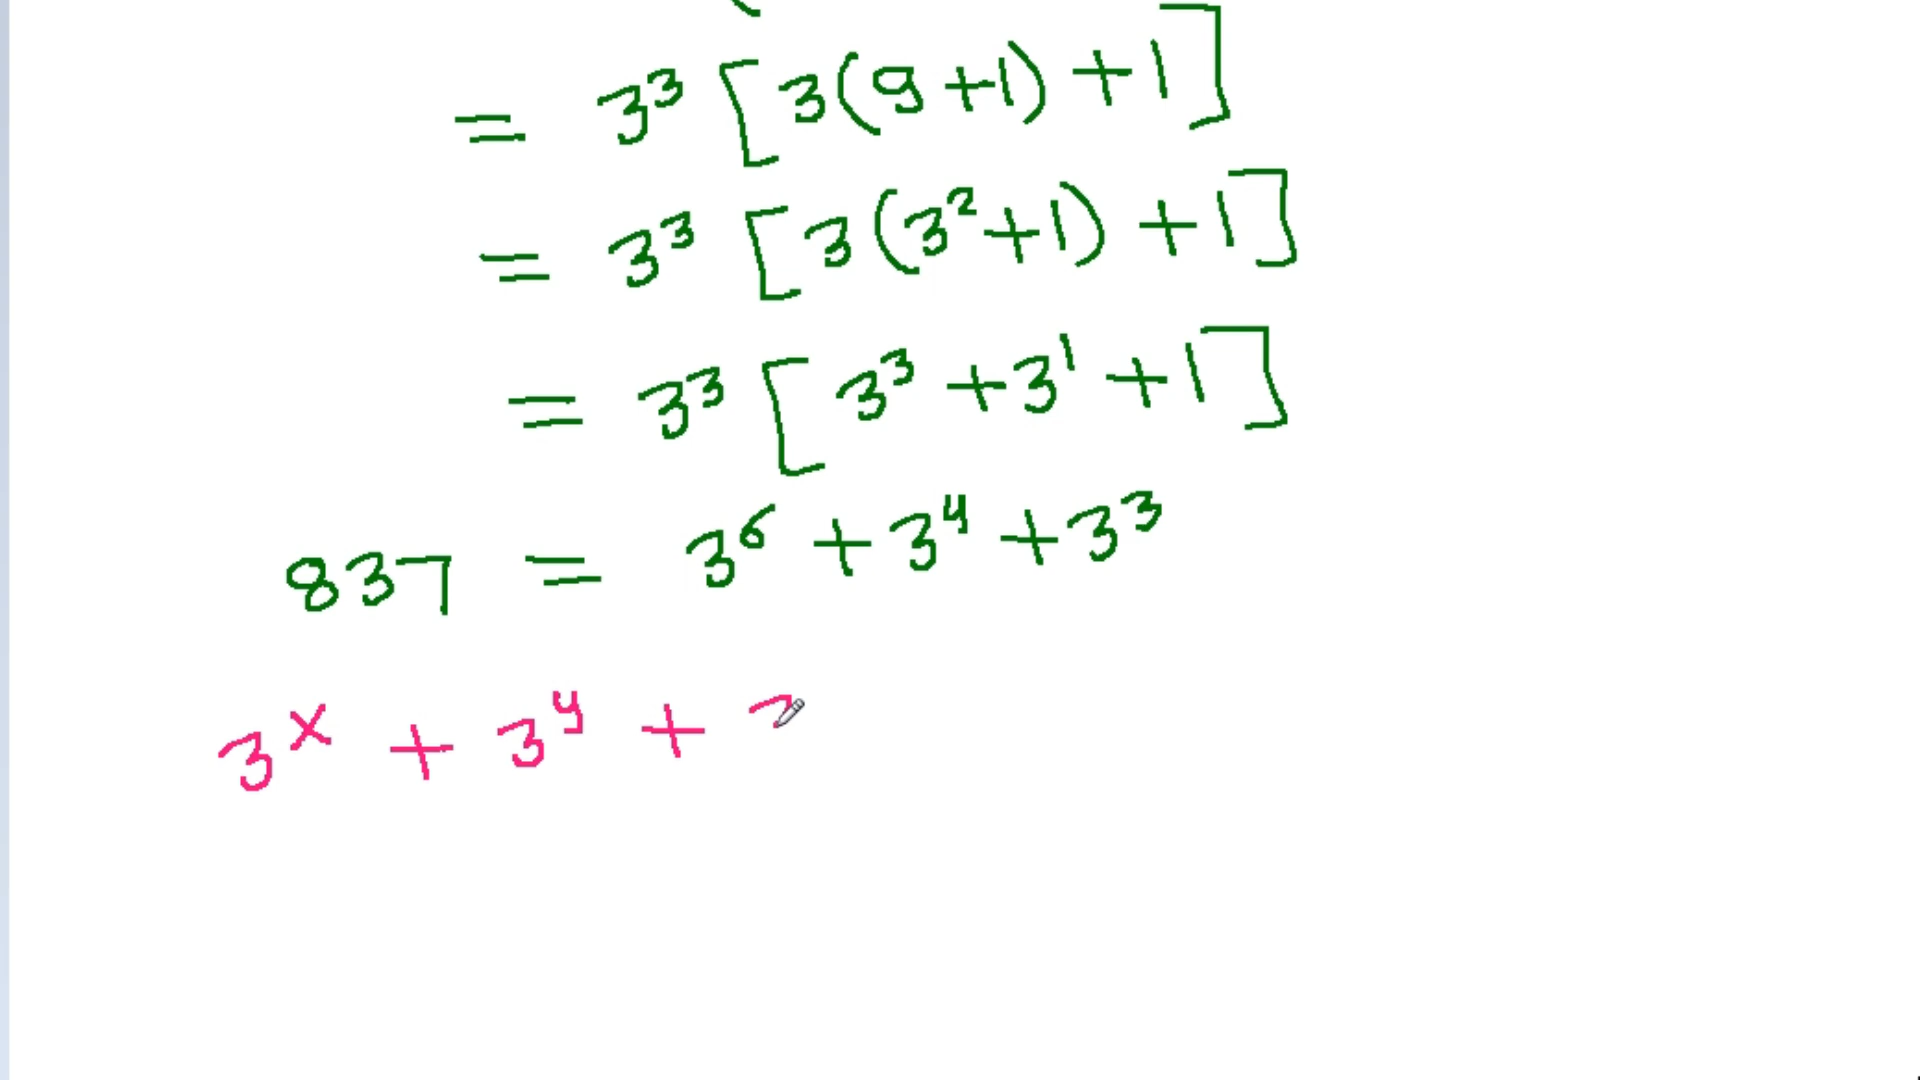 = 3³ [3(9+1)+1]
= 3³ [3(3²+1)+1]
= 3³ [3³+3¹+1]
837 = 3⁶ + 3⁴ + 3³
3ˣ + 3ʸ +